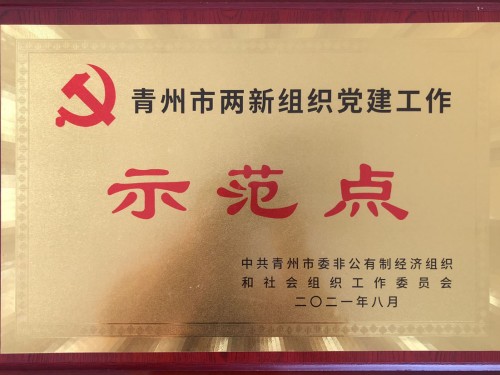 青州市两新组织党建工作
示范点
中共青州市委非公有制经济组织
和社会组织工作委员会
二〇二一年八月